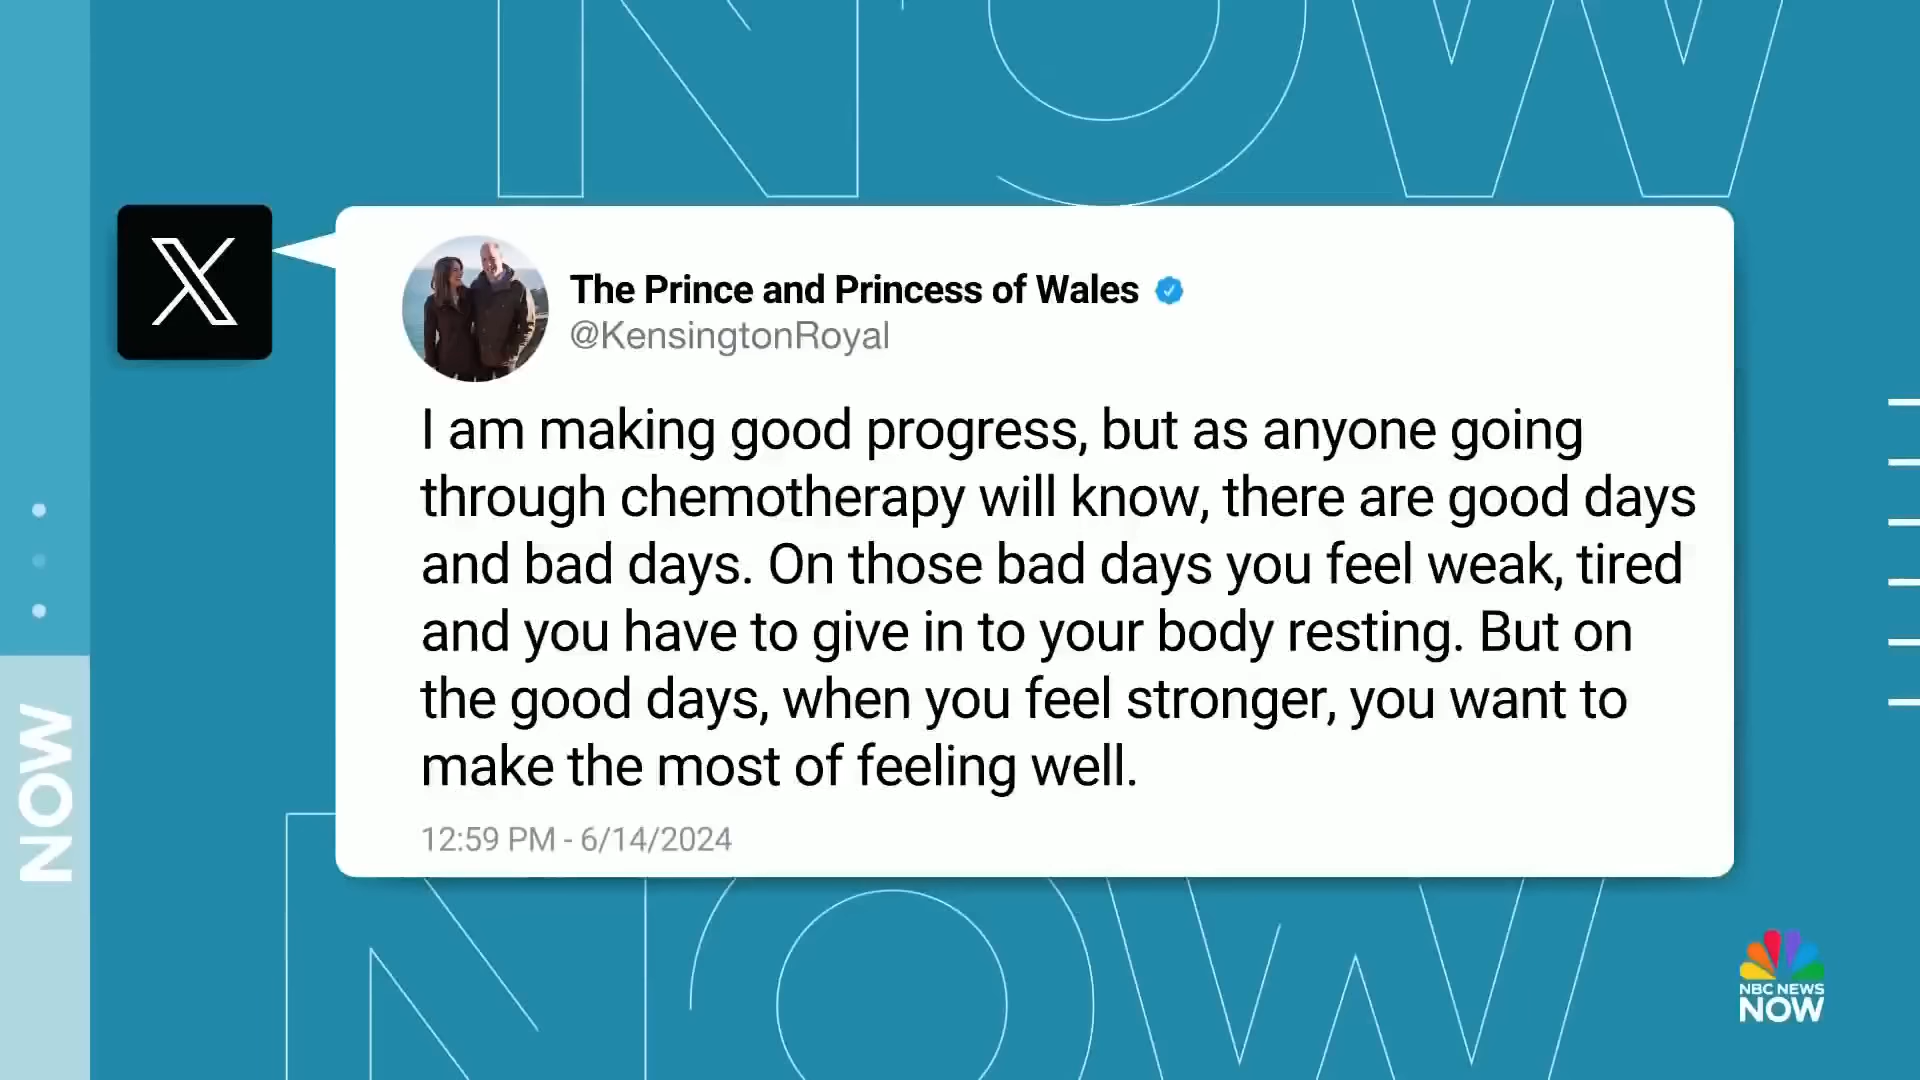 NOW
The Prince and Princess of Wales
@KensingtonRoyal
I am making good progress, but as anyone going
through chemotherapy will know, there are good days
and bad days. On those bad days you feel weak, tired
and you have to give in to your body resting. But on
the good days, when you feel stronger, you want to
make the most of feeling well.
12:59 PM - 6/14/2024
NOW
NOW
NBC NEWS
NOW